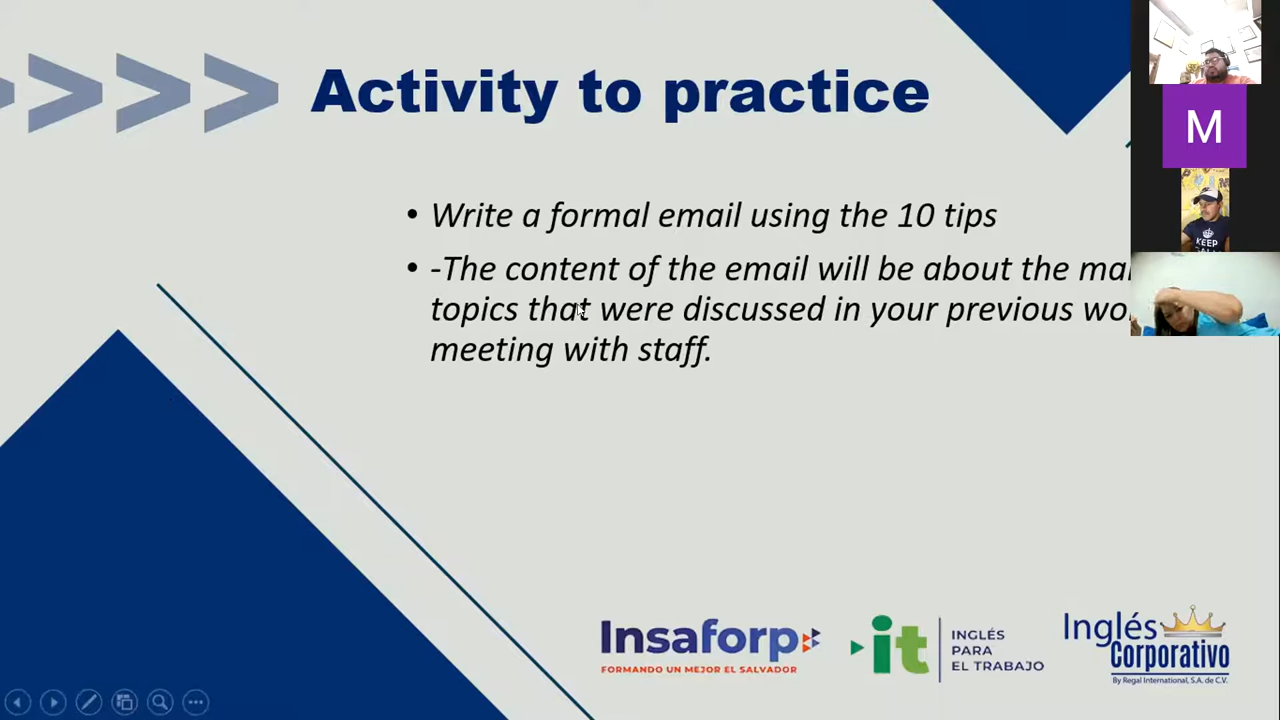 Activity to practice
• Write a formal email using the 10 tips
• -The content of the email will be about the
topics that were discussed in your previous
meeting with staff.
M
KEEP
Insaforp
FORMANDO UN MEJOR EL SALVADOR
it
INGLÉS
PARA
EL TRABAJO
Inglés
Corporativo
By Regal International, S.A. de C.V.